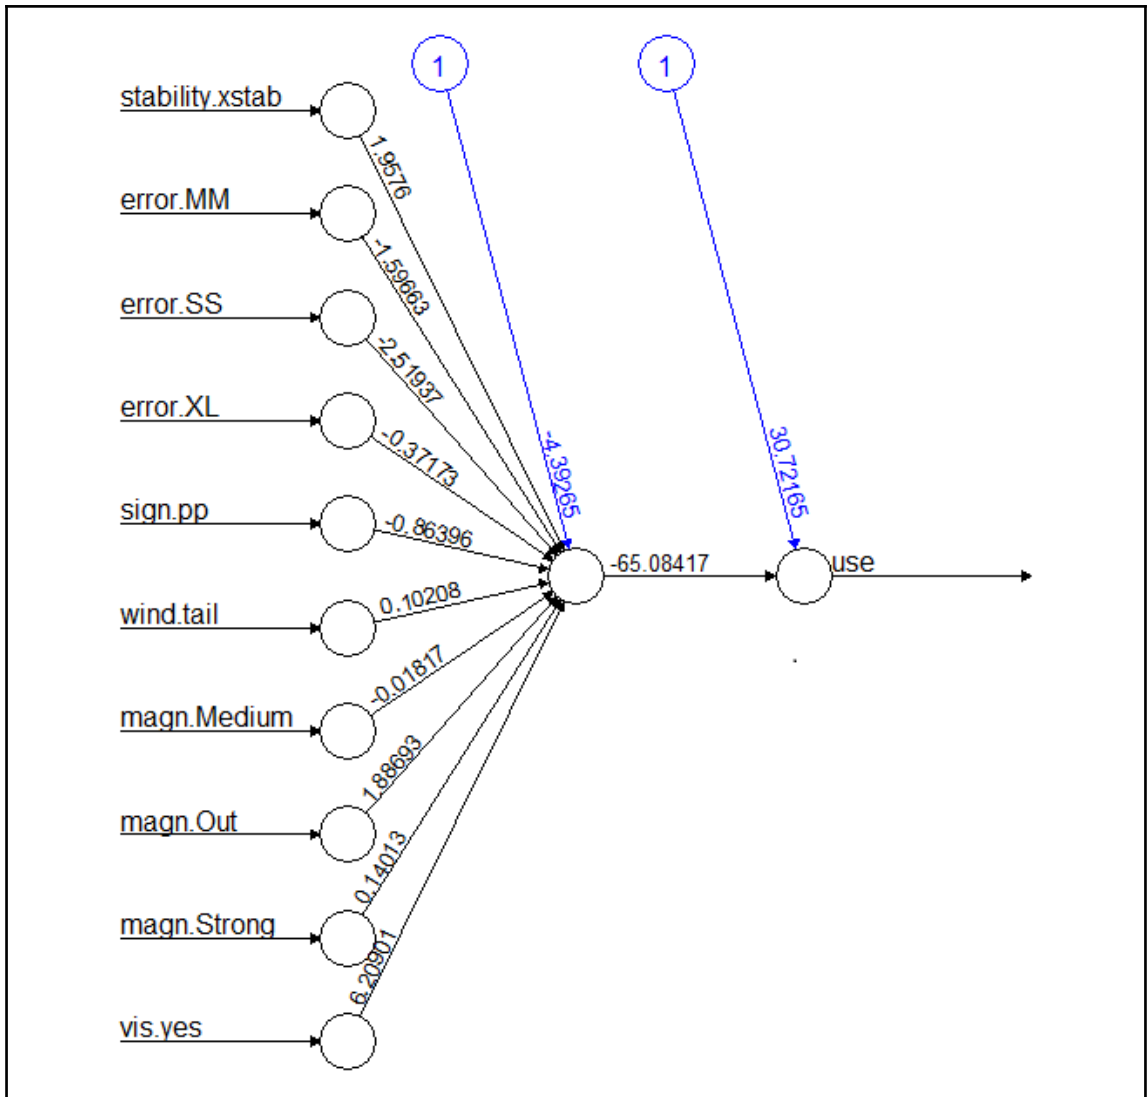 1
1
stability.xstab
1.9576
error.MM
-1.59663
error.SS
-2.51937
error.XL
-0.37173
-4.39265
30.72165
sign.pp
-0.86396
-65.08417
use
wind.tail
0.10208
magn.Medium
-0.01817
magn.Out
1.88693
magn.Strong
0.14013
vis.yes
6.20901